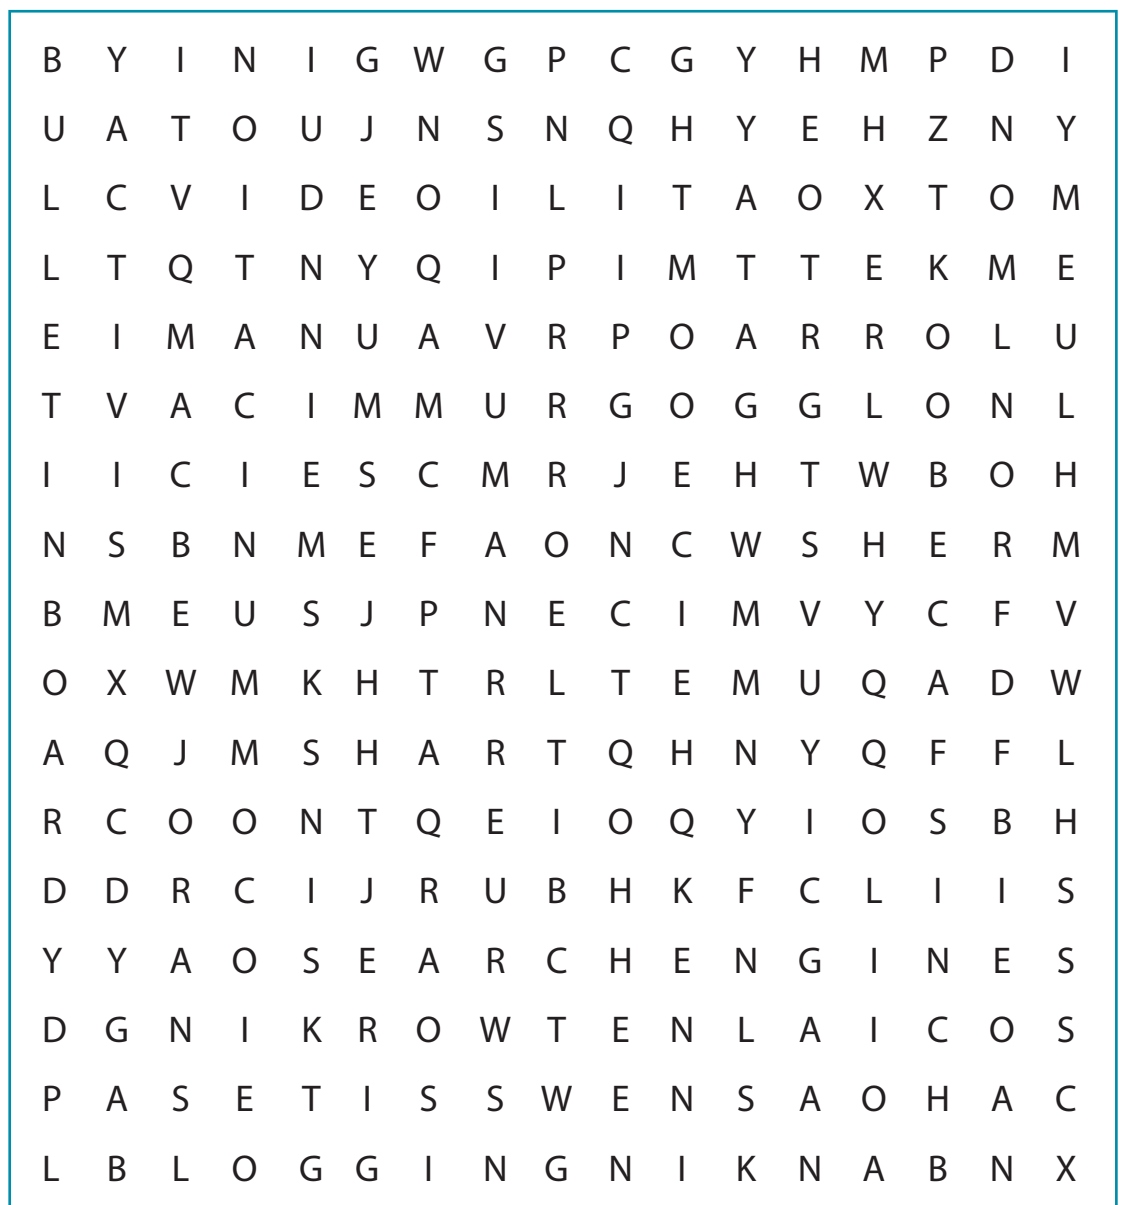 B Y I N I G W G P C G Y H M P D I
U A T O U J N S N Q H Y E H Z N Y
L C V I D E O I L I T A O X T O M
L T Q T N Y Q I P I M T T E K M E
E I M A N U A V R P O A R R O L U
T V A C I M M U R G O G G L O N L
I I C I E S C M R J E H T W B O H
N S B N M E F A O N C W S H E R M
B M E U S J P N E C I M V Y C F V
O X W M K H T R L T E M U Q A D W
A Q J M S H A R T Q H N Y Q F F L
R C O O N T Q E I O Q Y I O S B H
D D R C I J R U B H K F C L I I S
Y Y A O S E A R C H E N G I N E S
D G N I K R O W T E N L A I C O S
P A S E T I S S W E N S A O H A C
L B L O G G I N G N I K N A B N X